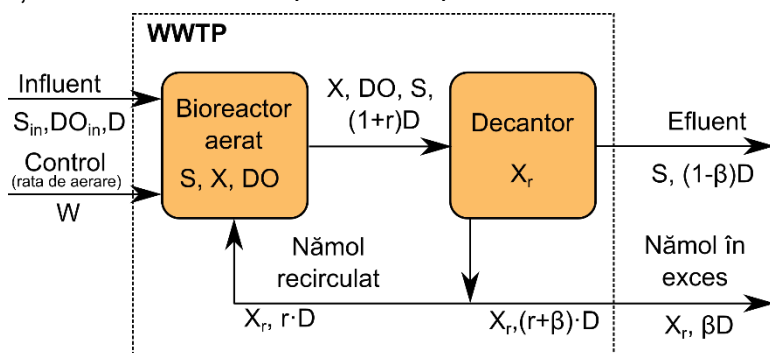 WWTP
Influent
S_in,DO_in,D
Control
(rata de aerare)
W
Bioreactor
aerat
S, X, DO
X, DO, S,
(1+r)D
Decantor
X_r
Efluent
S, (1-β)D
Nămol
recirculat
X_r, r·D
X_r,(r+β)·D
Nămol în
exces
X_r, βD